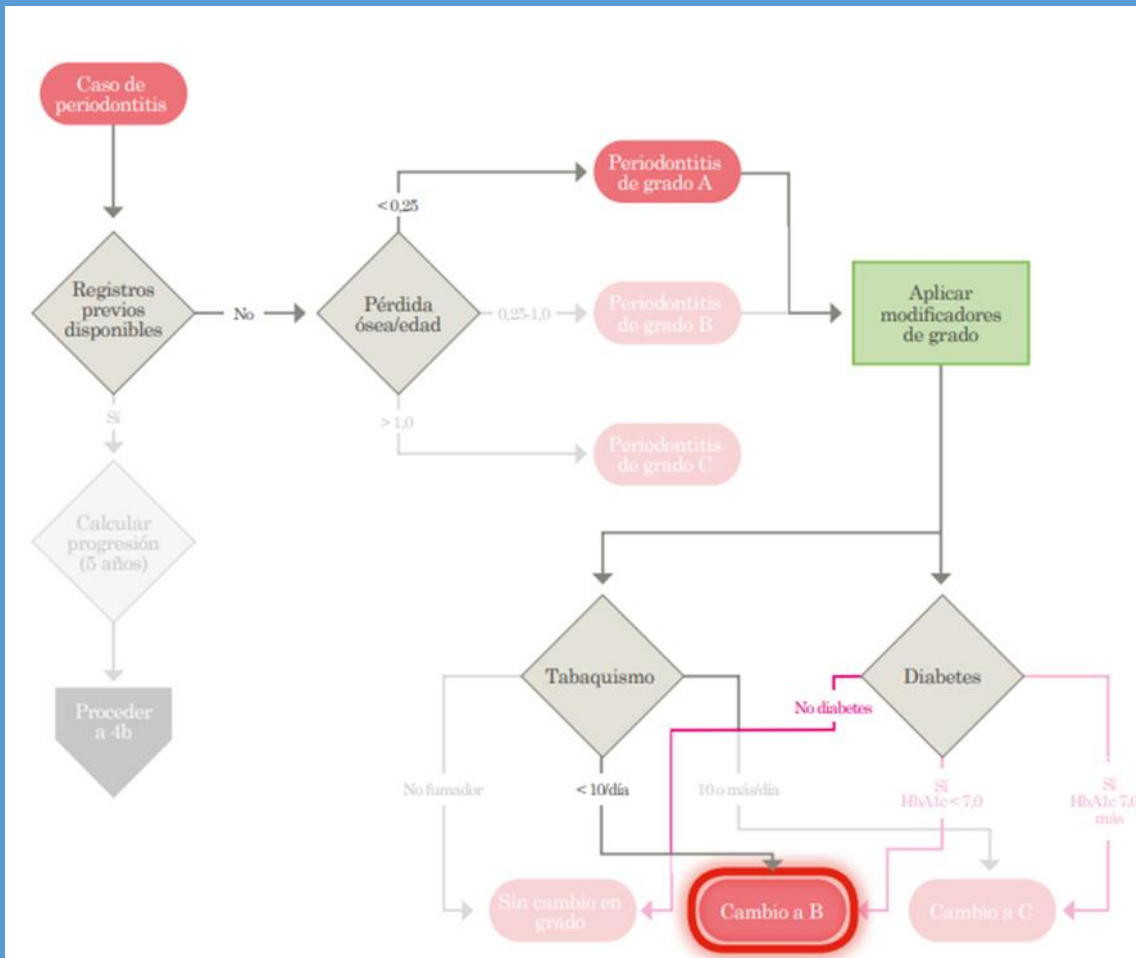 Caso de
periodontitis
Registros
previos
disponibles
No
Pérdida
ósea/edad
< 0,25
Periodontitis
de grado A
0,25-1,0
Periodontitis
de grado B
> 1,0
Periodontitis
de grado C
Aplicar
modificadores
de grado
Sí
Calcular
progresión
(5 años)
Proceder
a 4b
Tabaquismo
Diabetes
No diabetes
No fumador
< 10/día
10 o más/día
Sí
HbA1c < 7,0
Sí
HbA1c 7,0
más
Sin cambio en
grado
Cambio a B
Cambio a C